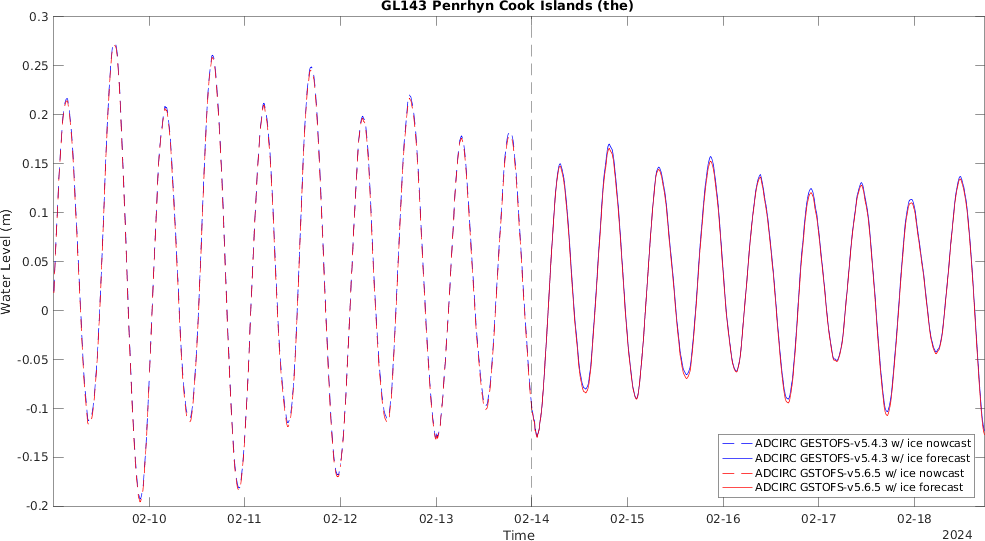 GL143 Penrhyn Cook Islands (the)
0.3
0.25
0.2
0.15
0.1
0.05
0
-0.05
-0.1
-0.15
-0.2
Water Level (m)
ADCIRC GESTOFS-v5.4.3 w/ ice nowcast
ADCIRC GESTOFS-v5.4.3 w/ ice forecast
ADCIRC GSTOFS-v5.6.5 w/ ice nowcast
ADCIRC GSTOFS-v5.6.5 w/ ice forecast
02-10 02-11 02-12 02-13 02-14 02-15 02-16 02-17 02-18
Time
2024